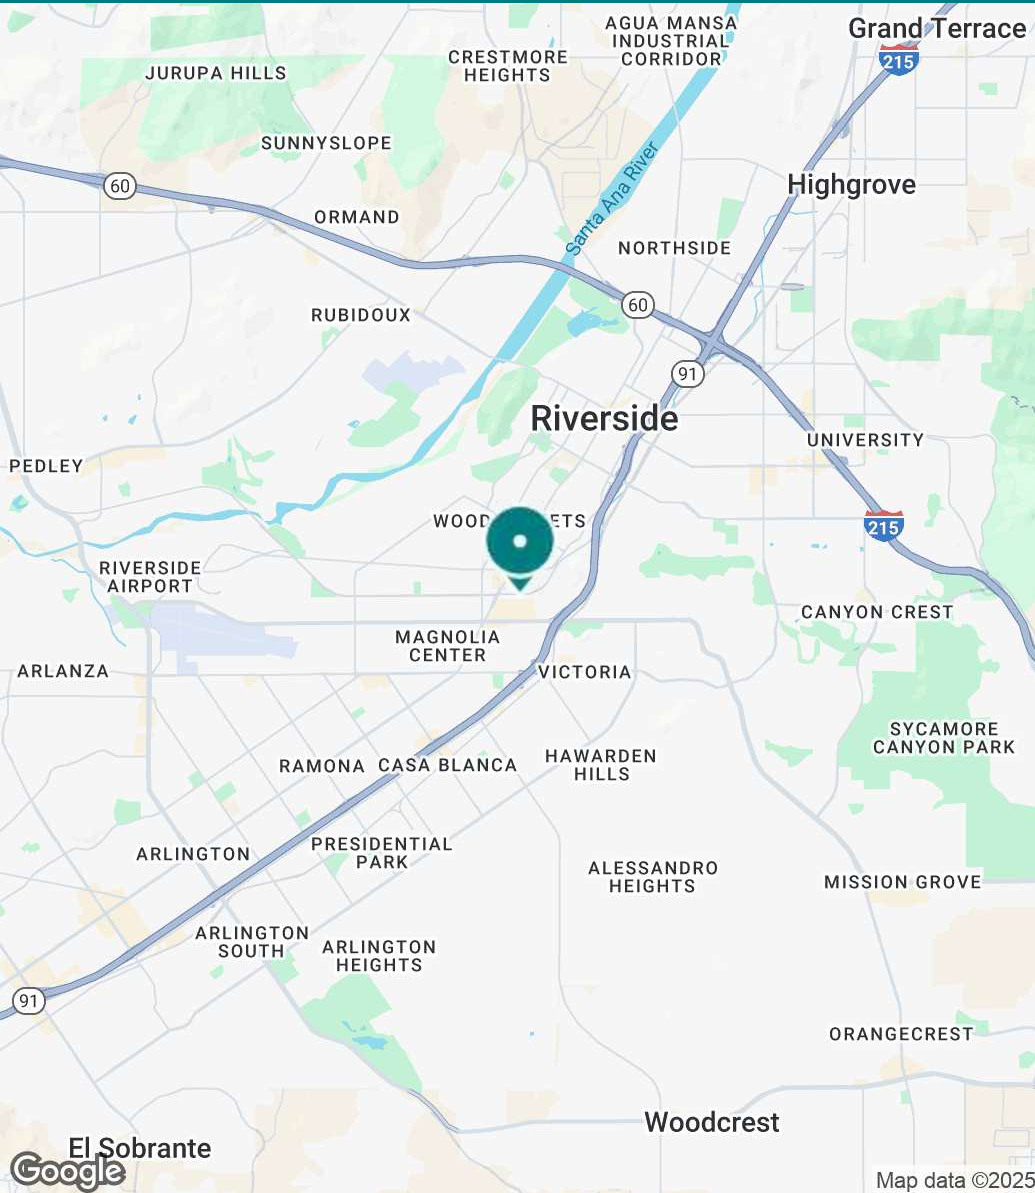 AGUA MANSA
INDUSTRIAL
CORRIDOR
Grand Terrace
215
CRESTMORE
HEIGHTS
JURUPA HILLS
SUNNYSLOPE
Santa Ana River
60
Highgrove
ORMAND
NORTHSIDE
60
RUBIDOUX
91
Riverside
UNIVERSITY
PEDLEY
215
RIVERSIDE
AIRPORT
CANYON CREST
MAGNOLIA
CENTER
ARLANZA
VICTORIA
SYCAMORE
CANYON PARK
RAMONA
CASA BLANCA
HAWARDEN
HILLS
PRESIDENTIAL
PARK
ARLINGTON
ALESSANDRO
HEIGHTS
MISSION GROVE
ARLINGTON
SOUTH
ARLINGTON
HEIGHTS
91
ORANGECREST
Woodcrest
El Sobrante
Google
Map data ©2025